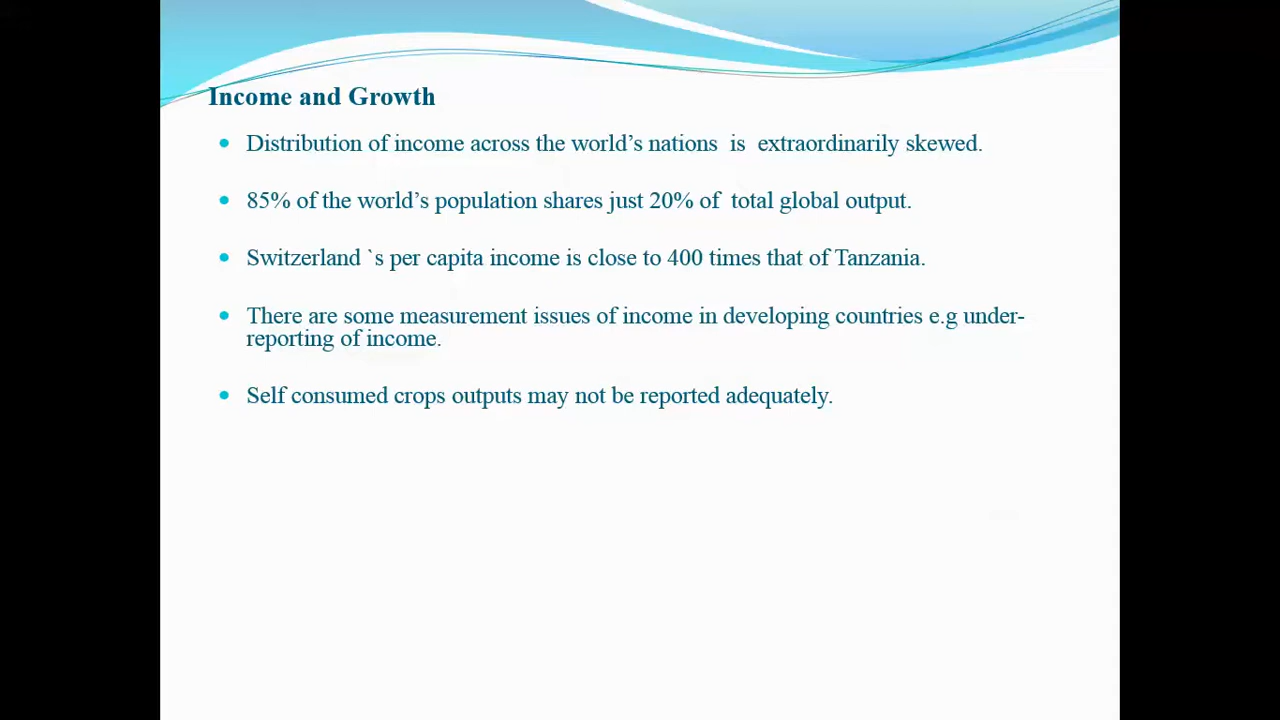 Income and Growth
Distribution of income across the world’s nations is extraordinarily skewed.
85% of the world’s population shares just 20% of total global output.
Switzerland `s per capita income is close to 400 times that of Tanzania.
There are some measurement issues of income in developing countries e.g under-
reporting of income.
Self consumed crops outputs may not be reported adequately.